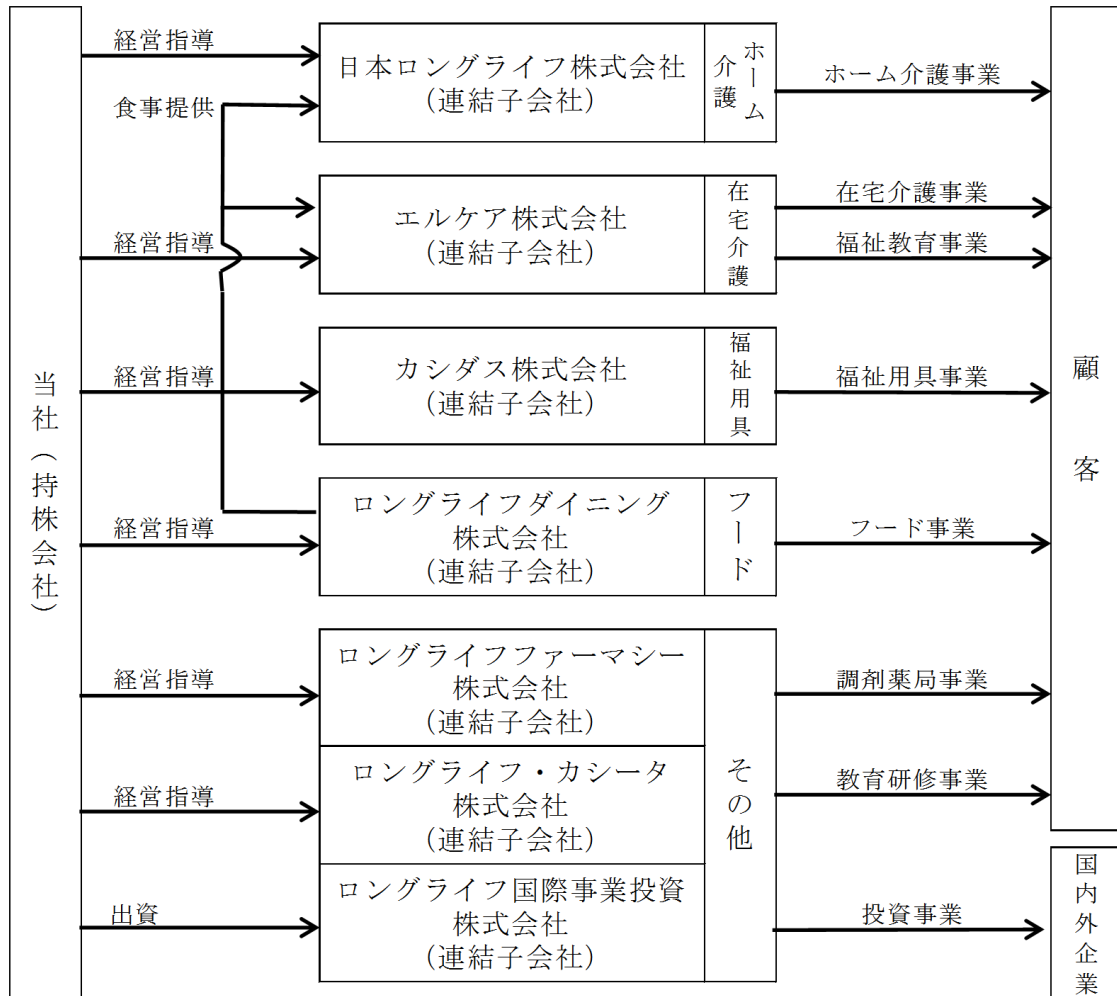 当社（持株会社）
経営指導
日本ロングライフ株式会社
（連結子会社）
ホーム
介護
ホーム介護事業
食事提供
エルケア株式会社
（連結子会社）
在宅介護
在宅介護事業
経営指導
福祉教育事業
カシダス株式会社
（連結子会社）
福祉用具
経営指導
福祉用具事業
ロングライフダイニング
株式会社
（連結子会社）
フード
経営指導
フード事業
ロングライフファーマシー
株式会社
（連結子会社）
経営指導
調剤薬局事業
ロングライフ・カシータ
株式会社
（連結子会社）
その他
経営指導
教育研修事業
ロングライフ国際事業投資
株式会社
（連結子会社）
出資
投資事業
顧客
国内外企業